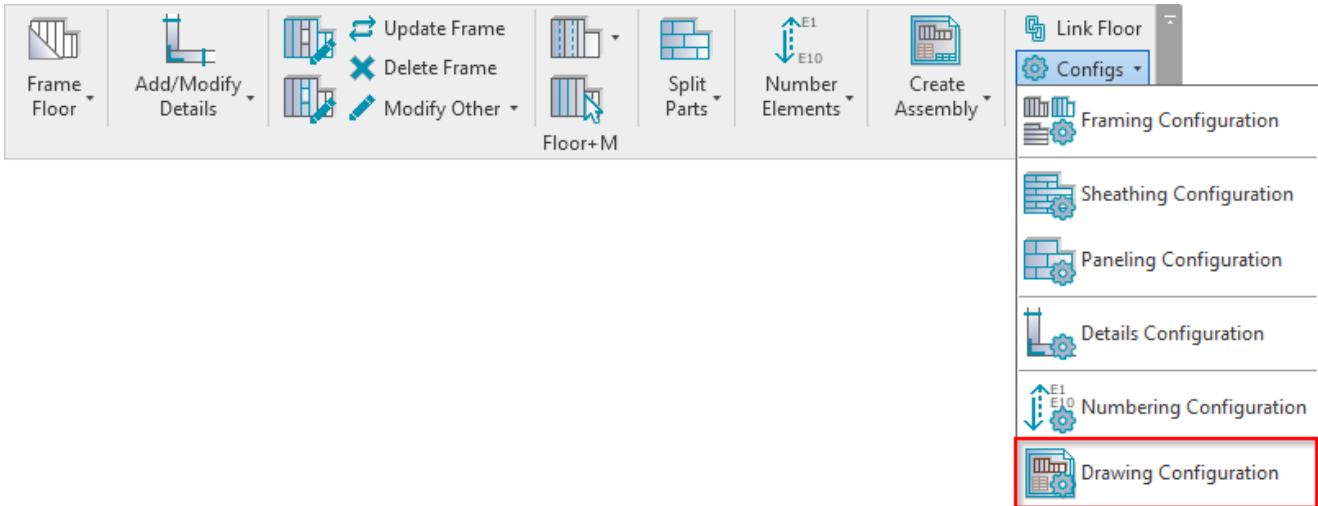 Frame
Floor
Add/Modify
Details
Update Frame
Delete Frame
Modify Other
Split
Parts
E1
E10
Number
Elements
Create
Assembly
Floor+M
Link Floor
Configs
Framing Configuration
Sheathing Configuration
Paneling Configuration
Details Configuration
E1
E10
Numbering Configuration
Drawing Configuration